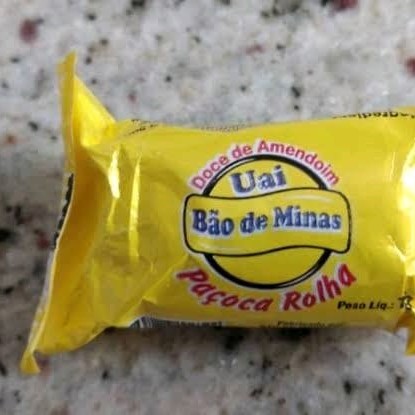 Doce de Amendoim
Uai
Bão de Minas
Paçoca Rolha
Peso Líq.: